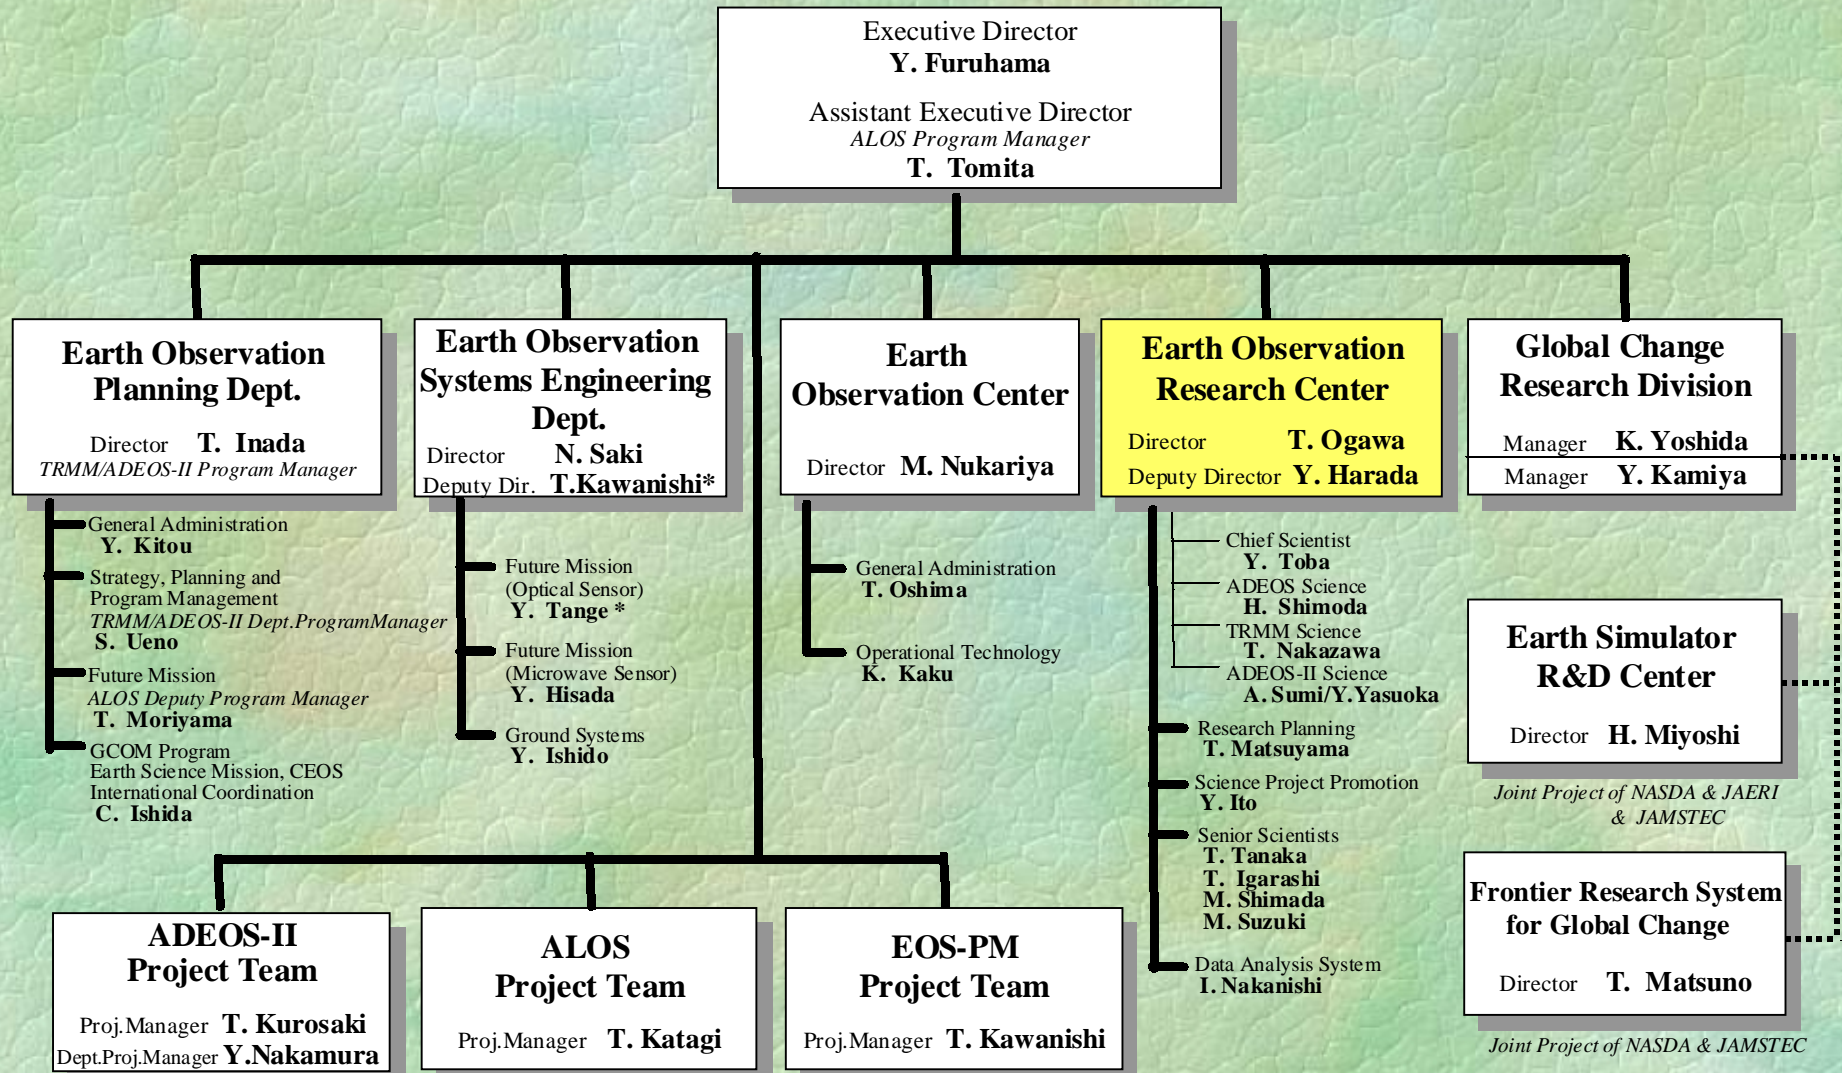 Executive Director
Y. Furuhama
Assistant Executive Director
ALOS Program Manager
T. Tomita
Earth Observation
Planning Dept.
Director T. Inada
TRMM/ADEOS-II Program Manager
General Administration
Y. Kitou
Strategy, Planning and
Program Management
TRMM/ADEOS-II Dept.ProgramManager
S. Ueno
Future Mission
ALOS Deputy Program Manager
T. Moriyama
GCOM Program
Earth Science Mission, CEOS
International Coordination
C. Ishida
Earth Observation
Systems Engineering
Dept.
Director N. Saki
Deputy Dir. T.Kawanishi*
Future Mission
(Optical Sensor)
Y. Tange *
Future Mission
(Microwave Sensor)
Y. Hisada
Ground Systems
Y. Ishido
Earth
Observation Center
Director M. Nukariya
General Administration
T. Oshima
Operational Technology
K. Kaku
Earth Observation
Research Center
Director T. Ogawa
Deputy Director Y. Harada
Chief Scientist
Y. Toba
ADEOS Science
H. Shimoda
TRMM Science
T. Nakazawa
ADEOS-II Science
A. Sumi/Y.Yasuoka
Research Planning
T. Matsuyama
Science Project Promotion
Y. Ito
Senior Scientists
T. Tanaka
T. Igarashi
M. Shimada
M. Suzuki
Data Analysis System
I. Nakanishi
Global Change
Research Division
Manager K. Yoshida
Manager Y. Kamiya
Earth Simulator
R&D Center
Director H. Miyoshi
Joint Project of NASDA & JAERI
& JAMSTEC
Frontier Research System
for Global Change
Director T. Matsuno
Joint Project of NASDA & JAMSTEC
ADEOS-II
Project Team
Proj.Manager T. Kurosaki
Dept.Proj.Manager Y.Nakamura
ALOS
Project Team
Proj.Manager T. Katagi
EOS-PM
Project Team
Proj.Manager T. Kawanishi